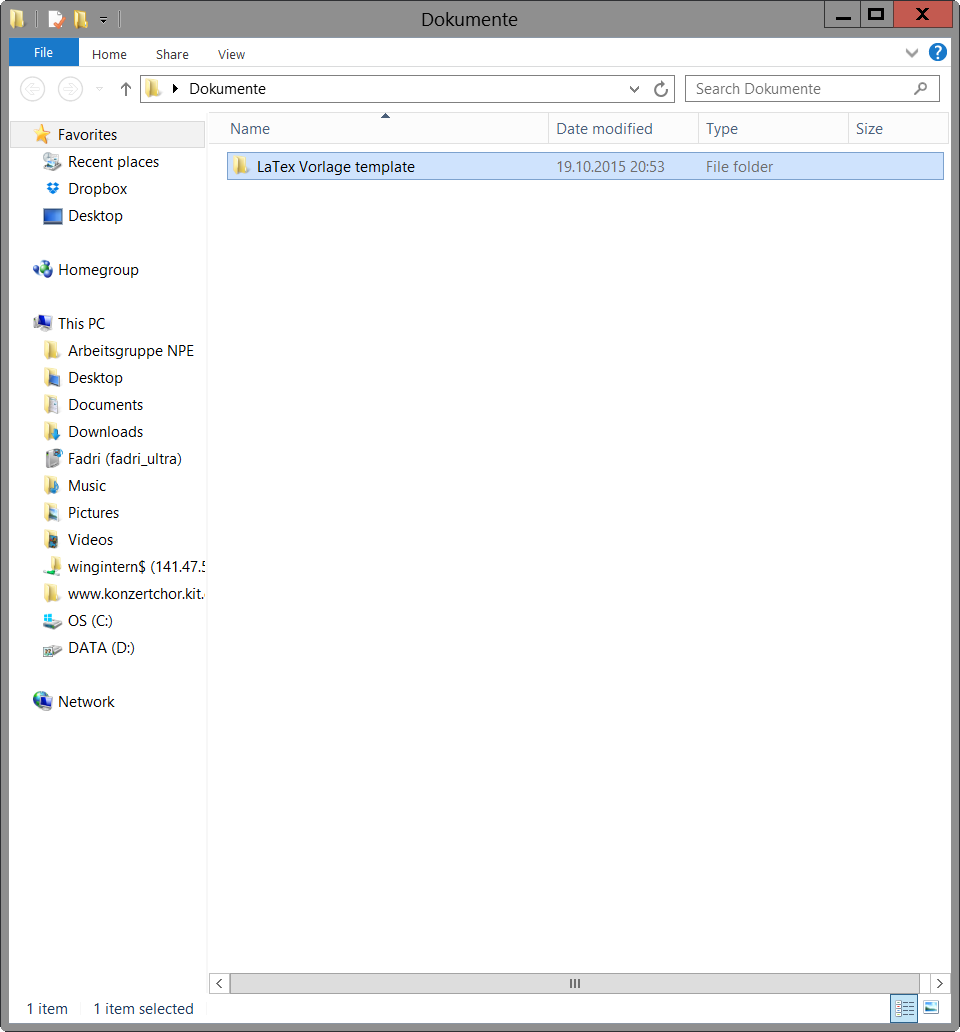 Dokumente
File Home Share View
Dokumente Search Dokumente
Name Date modified Type Size
LaTex Vorlage template 19.10.2015 20:53 File folder
Favorites
Recent places
Dropbox
Desktop
Homegroup
This PC
Arbeitsgruppe NPE
Desktop
Documents
Downloads
Fadri (fadri_ultra)
Music
Pictures
Videos
wingintern$ (141.47.5
www.konzertchor.kit.
OS (C:)
DATA (D:)
Network
1 item 1 item selected